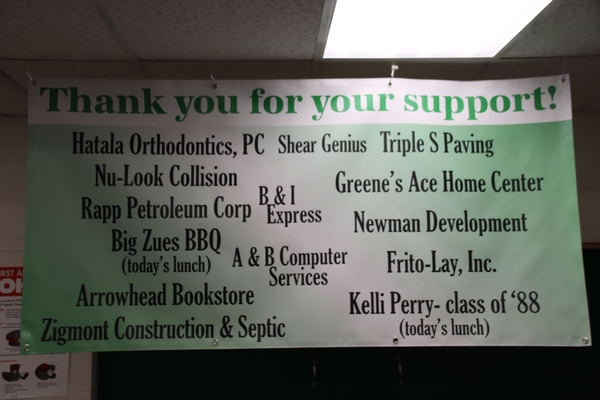 Thank you for your support!
Hatala Orthodontics, PC
Shear Genius
Triple S Paving
Nu-Look Collision
Greene's Ace Home Center
Rapp Petroleum Corp
B & I
Express
Newman Development
Big Zues BBQ
(today's lunch)
A & B Computer
Services
Frito-Lay, Inc.
Arrowhead Bookstore
Kelli Perry- class of '88
(today's lunch)
Zigmont Construction & Septic